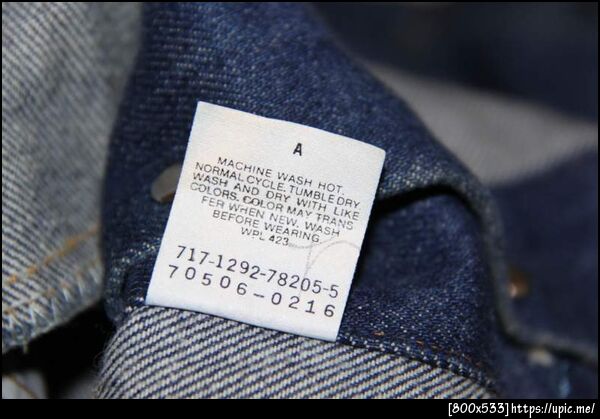 A
MACHINE WASH HOT.
NORMAL CYCLE. TUMBLE DRY
WASH AND DRY WITH LIKE
COLORS. COLOR MAY TRANS
FER WHEN NEW. WASH
BEFORE WEARING
WPL 423
717-1292-78205-5
70506-0216
[800x533]https://upic.me/